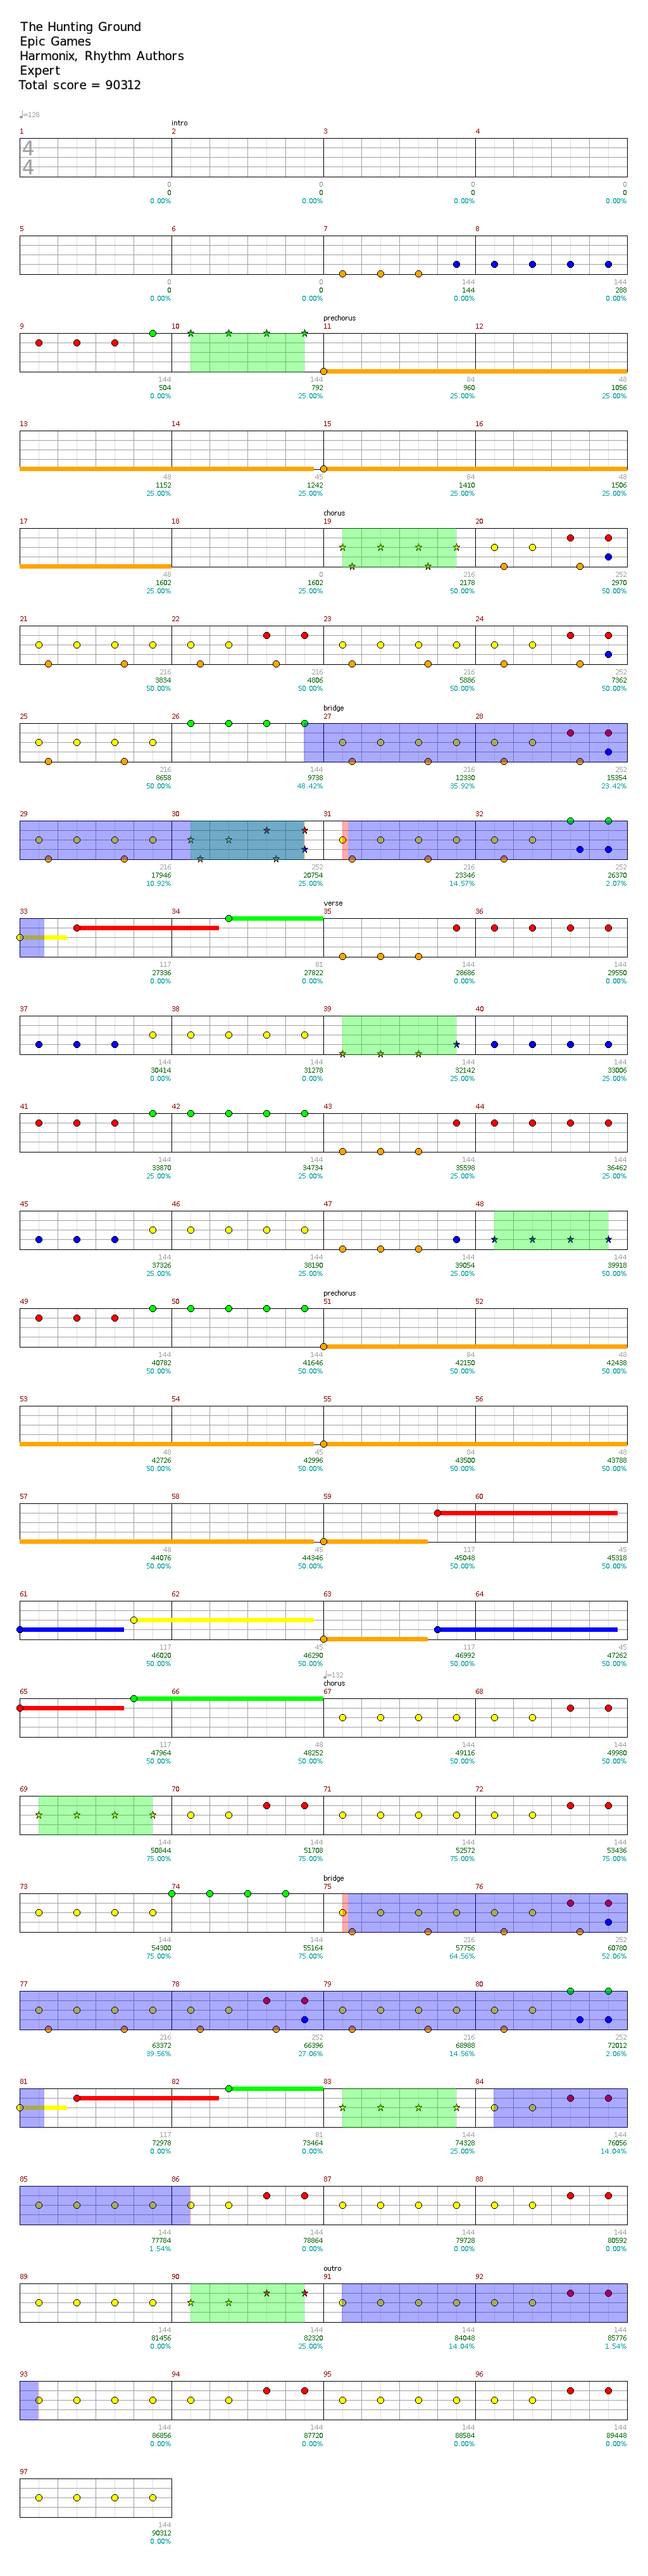 The Hunting Ground
Epic Games
Harmonix, Rhythm Authors
Expert
Total score = 90312
♩=128
intro
1 2 3 4
4
4
0 0 0 0
0 0 0 0
0.00% 0.00% 0.00% 0.00%
5 6 7 8
0 0 144 144
0 0 144 288
0.00% 0.00% 0.00% 0.00%
prechorus
9 10 11 12
144 144 84 48
504 792 960 1056
0.00% 25.00% 25.00% 25.00%
13 14 15 16
48 45 84 48
1152 1242 1410 1506
25.00% 25.00% 25.00% 25.00%
chorus
17 18 19 20
48 0 216 252
1602 1602 2178 2970
25.00% 25.00% 50.00% 50.00%
21 22 23 24
216 216 216 252
3834 4806 5886 7362
50.00% 50.00% 50.00% 50.00%
bridge
25 26 27 28
216 144 216 252
8658 9738 12330 15354
50.00% 48.42% 35.92% 23.42%
29 30 31 32
216 252 216 252
17946 20754 23346 26370
10.92% 25.00% 14.57% 2.07%
verse
33 34 35 36
117 81 144 144
27336 27822 28686 29550
0.00% 0.00% 0.00% 0.00%
37 38 39 40
144 144 144 144
30414 31278 32142 33006
0.00% 0.00% 25.00% 25.00%
41 42 43 44
144 144 144 144
33870 34734 35598 36462
25.00% 25.00% 25.00% 25.00%
45 46 47 48
144 144 144 144
37326 38190 39054 39918
25.00% 25.00% 25.00% 50.00%
prechorus
49 50 51 52
144 144 84 48
40782 41646 42150 42438
50.00% 50.00% 50.00% 50.00%
53 54 55 56
48 45 84 48
42726 42996 43500 43788
50.00% 50.00% 50.00% 50.00%
57 58 59 60
48 45 117 45
44076 44346 45048 45318
50.00% 50.00% 50.00% 50.00%
61 62 63 64
117 45 117 45
46020 46290 46992 47262
50.00% 50.00% 50.00% 50.00%
♩=132
chorus
65 66 67 68
117 48 144 144
47964 48252 49116 49980
50.00% 50.00% 50.00% 50.00%
69 70 71 72
144 144 144 144
50844 51708 52572 53436
75.00% 75.00% 75.00% 75.00%
bridge
73 74 75 76
144 144 216 252
54300 55164 57756 60780
75.00% 75.00% 64.56% 52.06%
77 78 79 80
216 252 216 252
63372 66396 68988 72012
39.56% 27.06% 14.56% 2.06%
81 82 83 84
117 81 144 144
72978 73464 74328 76056
0.00% 0.00% 25.00% 14.04%
85 86 87 88
144 144 144 144
77784 78864 79728 80592
1.54% 0.00% 0.00% 0.00%
outro
89 90 91 92
144 144 144 144
81456 82320 84048 85776
0.00% 25.00% 14.04% 1.54%
93 94 95 96
144 144 144 144
86856 87720 88584 89448
0.00% 0.00% 0.00% 0.00%
97
144
90312
0.00%